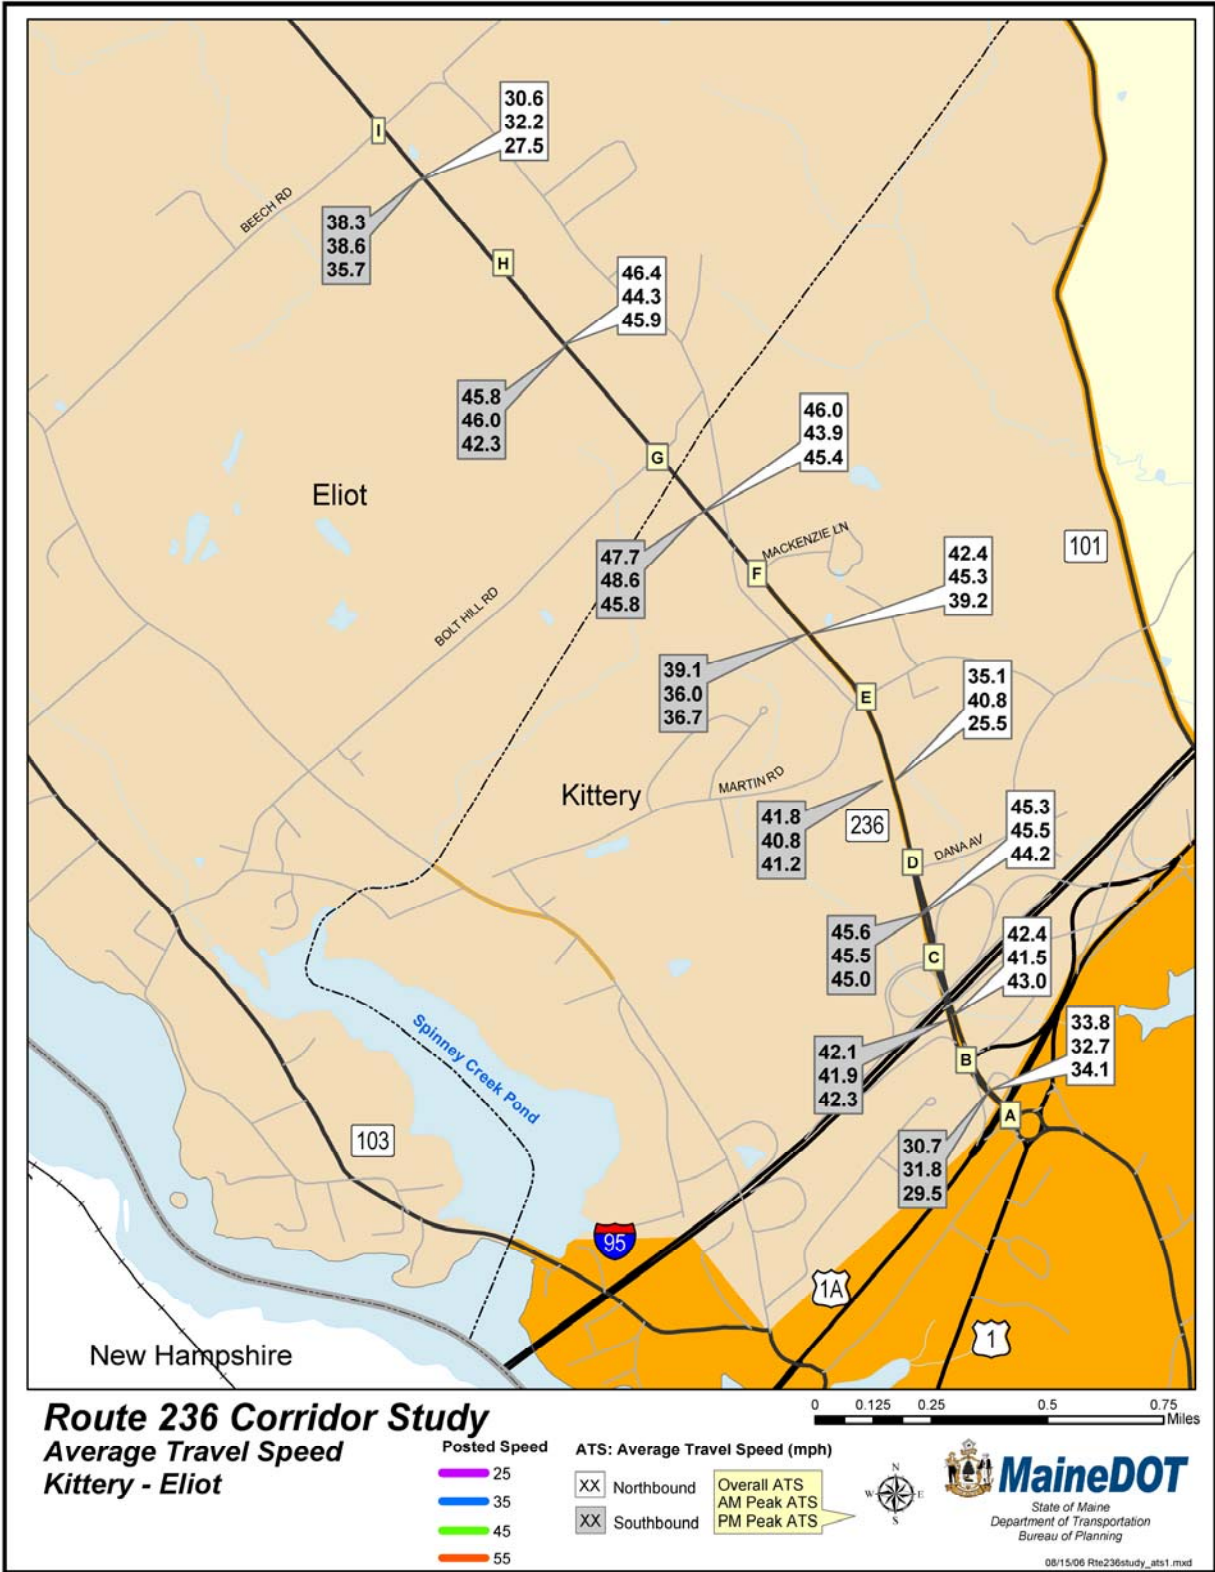 I
30.6
32.2
27.5
BEECH RD
38.3
38.6
35.7
H
46.4
44.3
45.9
45.8
46.0
42.3
46.0
43.9
45.4
G
Eliot
101
47.7
48.6
45.8
MACKENZIE LN
F
42.4
45.3
39.2
BOLT HILL RD
39.1
36.0
36.7
E
35.1
40.8
25.5
Kittery
MARTIN RD
41.8
40.8
41.2
236
45.3
45.5
44.2
D
DANA AV
45.6
45.5
45.0
C
42.4
41.5
43.0
Spinney Creek Pond
42.1
41.9
42.3
B
33.8
32.7
34.1
A
103
30.7
31.8
29.5
95
1A
1
New Hampshire
Route 236 Corridor Study
Average Travel Speed
Kittery - Eliot
Posted Speed
25
35
45
55
ATS: Average Travel Speed (mph)
XX Northbound
XX Southbound
Overall ATS
AM Peak ATS
PM Peak ATS
0 0.125 0.25 0.5 0.75
Miles
N
W E
S
MaineDOT
State of Maine
Department of Transportation
Bureau of Planning
08/15/06 Rte236study_ats1.mxd